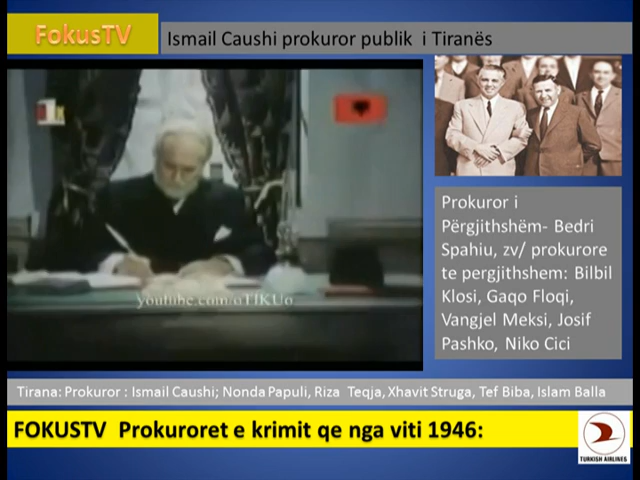 FokusTV
Ismail Caushi prokuror publik i Tiranës
youtube.com/oTIKUo
Prokuror i
Përgjithshëm- Bedri
Spahiu, zv/ prokurore
te pergjithshem: Bilbil
Klosi, Gaqo Floqi,
Vangjel Meksi, Josif
Pashko, Niko Cici
Tirana: Prokuror : Ismail Caushi; Nonda Papuli, Riza Teqja, Xhavit Struga, Tef Biba, Islam Balla
FOKUSTV Prokuroret e krimit qe nga viti 1946:
TURKISH AIRLINES